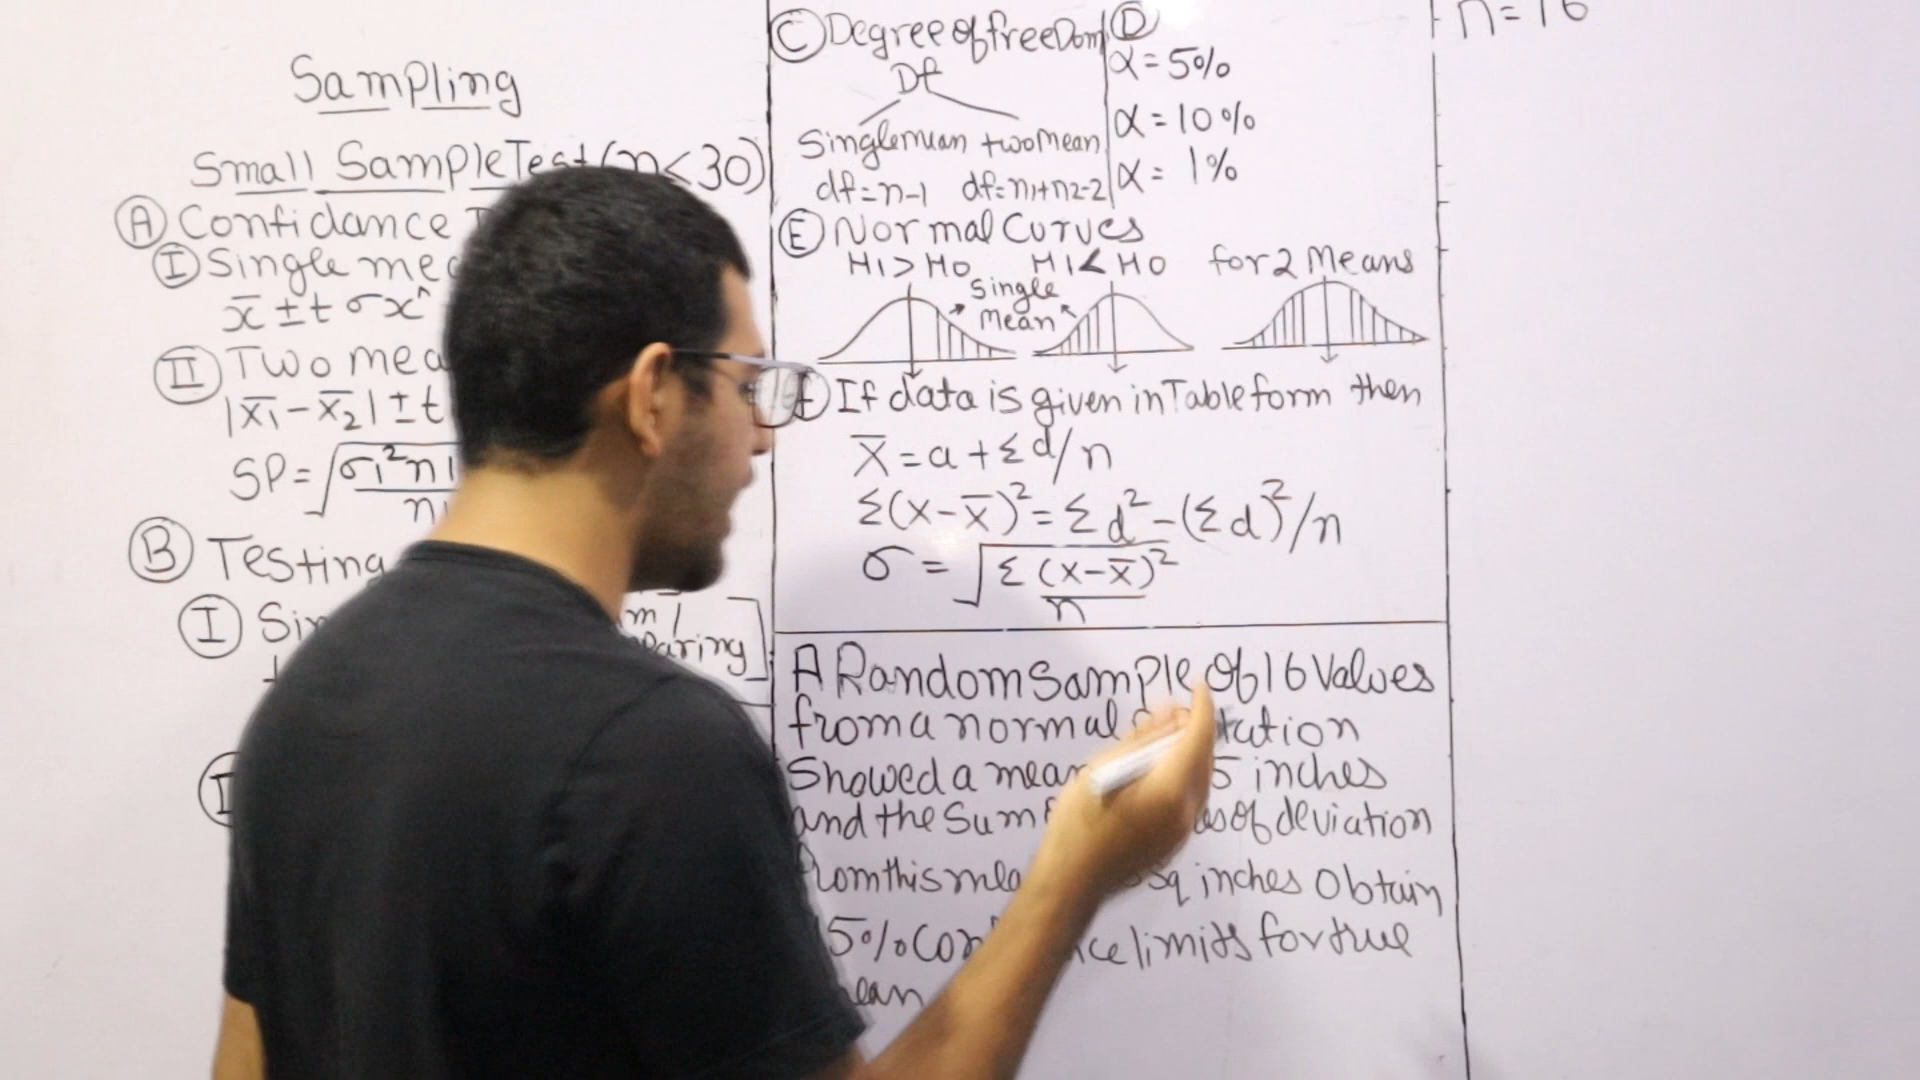 Sampling
Small Sample Test (n<30)
Ⓐ Confidance
Ⓘ Single mea
x̄ ± t σx̂
Ⓘ Ⓘ Two mea
|x̄1 - x̄2| ± t
SP = √σ1²n1
n1
Ⓑ Testing
Ⓘ Sin
m /
paring]
Ⓒ Degree of freeDom
Df
Single mean two mean
df=n-1 df=n1+n2-2
Ⓓ
α = 5%
α = 10%
α = 1%
Ⓔ Normal Curves
H1 > H0 H1 < H0 for 2 Means
Single
Mean
If data is given in Table form then
x̄ = a + Σd/n
Σ(x-x̄)² = Σd² - (Σd)²/n
σ = √Σ(x-x̄)²
n
A Random Sample of 16 Values
from a normal
Showed a mean 5 inches
and the Sum of deviation
from this mea sq inches Obtain
5% Con ce limits for true
mean
n = 16